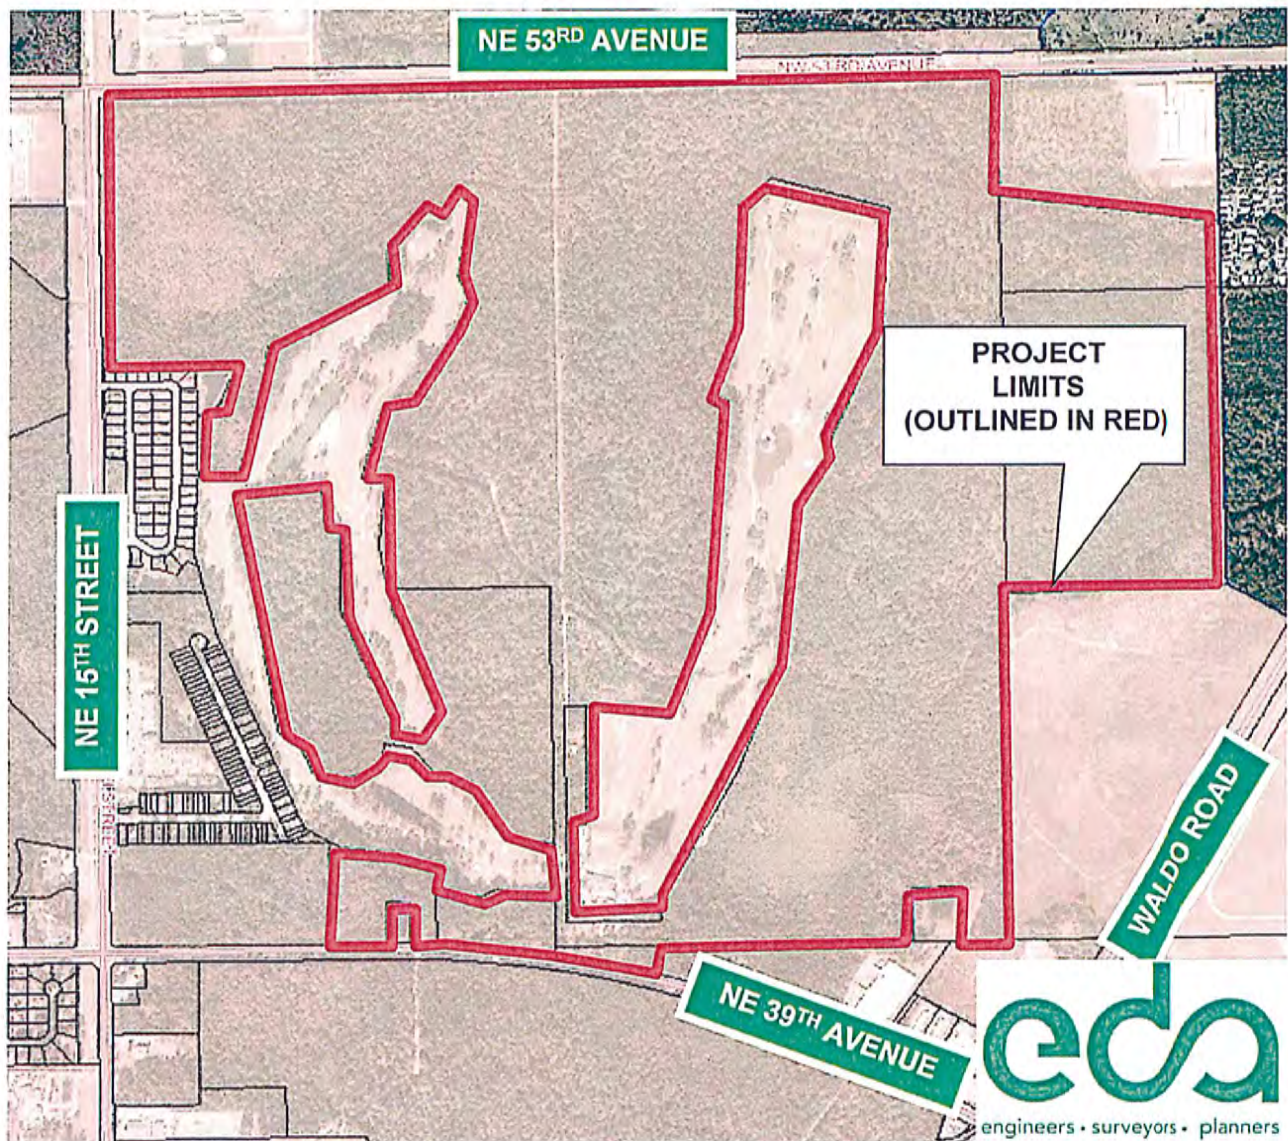 NE 53RD AVENUE
PROJECT
LIMITS
(OUTLINED IN RED)
NE 15TH STREET
WALDO ROAD
NE 39TH AVENUE
eda
engineers • surveyors • planners